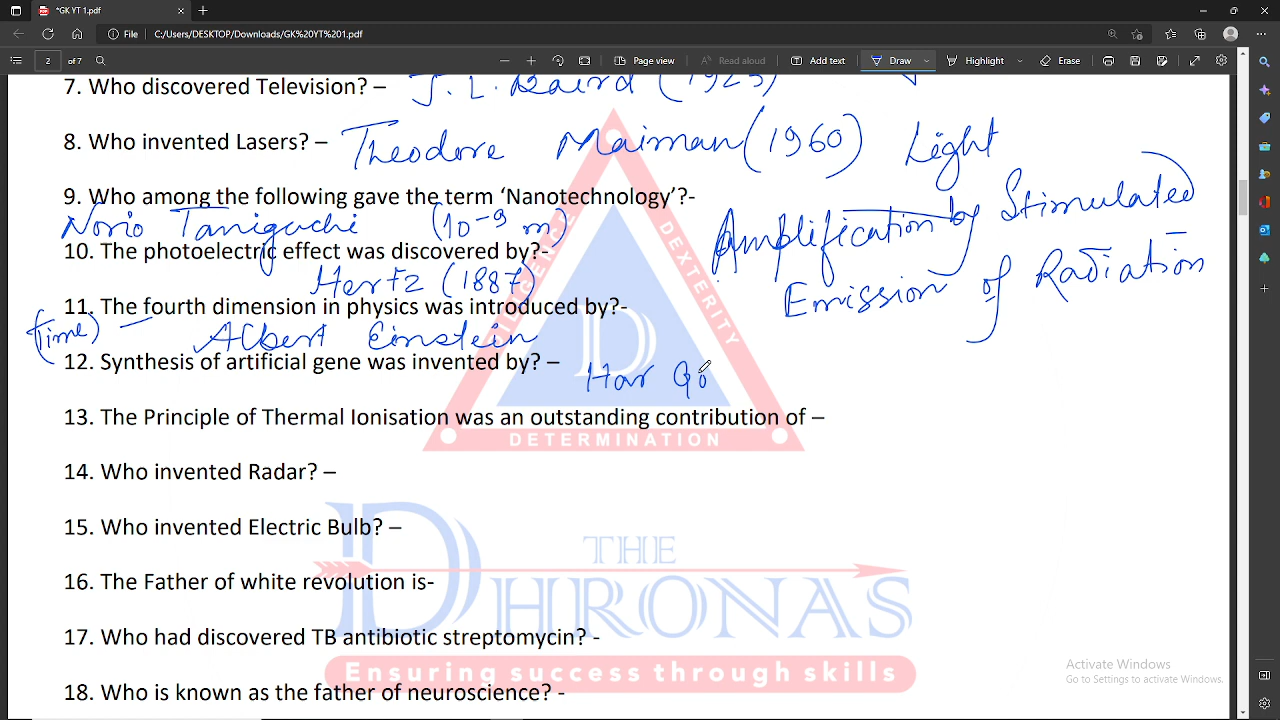 *GK YT 1.pdf
File C:/Users/DESKTOP/Downloads/GK%20YT%201.pdf
2 of 7 Page view Read aloud Add text Draw Highlight Erase
7. Who discovered Television? – J. L. Baird (1925)
8. Who invented Lasers? – Theodore Maiman (1960) Light
9. Who among the following gave the term ‘Nanotechnology’?-
Norio Taniguchi (10⁻⁹ m) Amplification by Stimulated
10. The photoelectric effect was discovered by?-
Hertz (1887) Emission of Radiation
11. The fourth dimension in physics was introduced by?-
(time) – Albert Einstein
12. Synthesis of artificial gene was invented by? – Har Go
13. The Principle of Thermal Ionisation was an outstanding contribution of –
14. Who invented Radar? –
15. Who invented Electric Bulb? –
16. The Father of white revolution is-
17. Who had discovered TB antibiotic streptomycin? -
18. Who is known as the father of neuroscience? -
DEXTERITY
D
DETERMINATION
THE
DHRONAS
Ensuring success through skills
Activate Windows
Go to Settings to activate Windows.